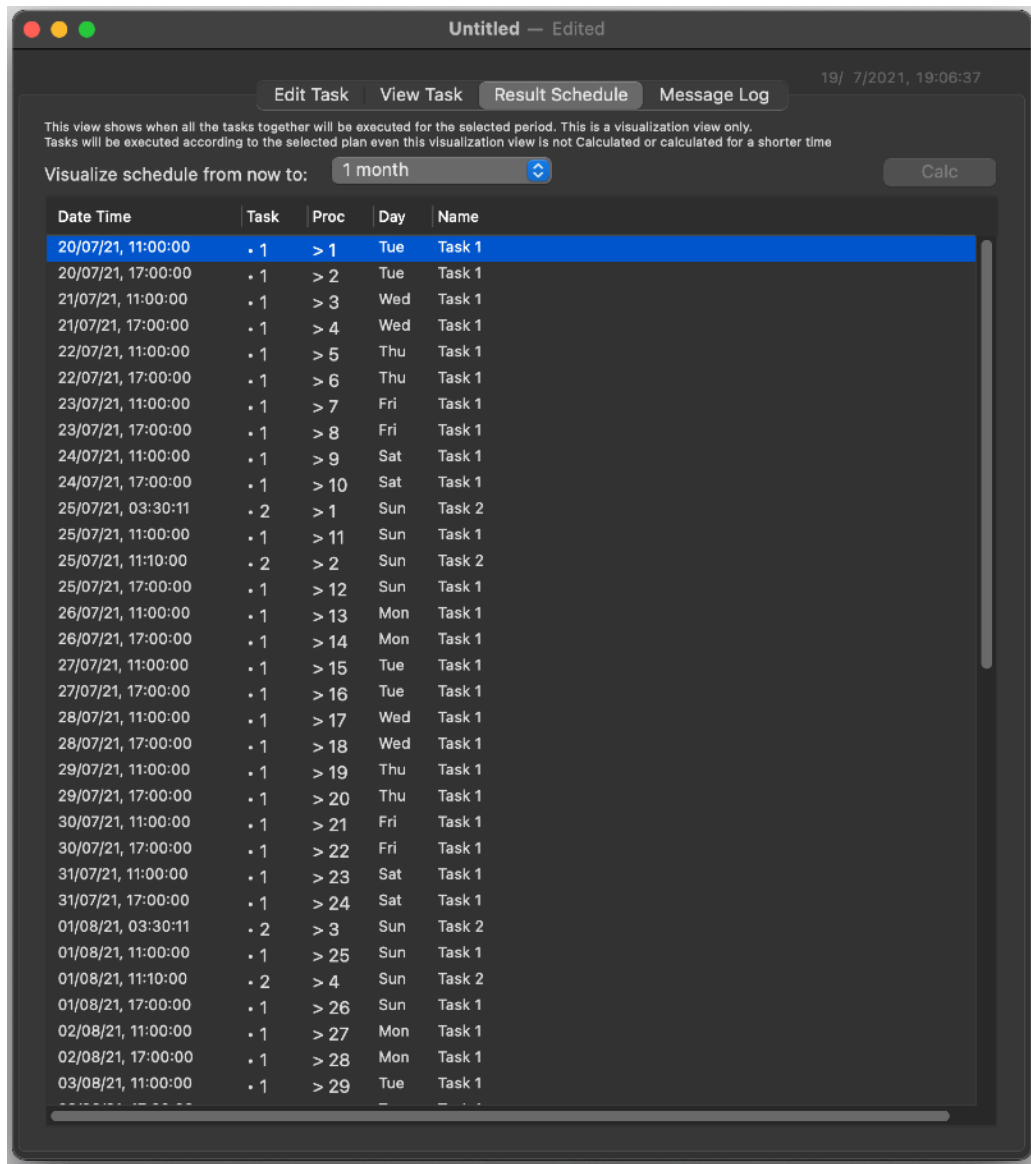 Untitled — Edited
19/ 7/2021, 19:06:37
Edit Task View Task Result Schedule Message Log
This view shows when all the tasks together will be executed for the selected period. This is a visualization view only.
Tasks will be executed according to the selected plan even this visualization view is not Calculated or calculated for a shorter time
Visualize schedule from now to: 1 month Calc
Date Time Task Proc Day Name
20/07/21, 11:00:00 • 1 > 1 Tue Task 1
20/07/21, 17:00:00 • 1 > 2 Tue Task 1
21/07/21, 11:00:00 • 1 > 3 Wed Task 1
21/07/21, 17:00:00 • 1 > 4 Wed Task 1
22/07/21, 11:00:00 • 1 > 5 Thu Task 1
22/07/21, 17:00:00 • 1 > 6 Thu Task 1
23/07/21, 11:00:00 • 1 > 7 Fri Task 1
23/07/21, 17:00:00 • 1 > 8 Fri Task 1
24/07/21, 11:00:00 • 1 > 9 Sat Task 1
24/07/21, 17:00:00 • 1 > 10 Sat Task 1
25/07/21, 03:30:11 • 2 > 1 Sun Task 2
25/07/21, 11:00:00 • 1 > 11 Sun Task 1
25/07/21, 11:10:00 • 2 > 2 Sun Task 2
25/07/21, 17:00:00 • 1 > 12 Sun Task 1
26/07/21, 11:00:00 • 1 > 13 Mon Task 1
26/07/21, 17:00:00 • 1 > 14 Mon Task 1
27/07/21, 11:00:00 • 1 > 15 Tue Task 1
27/07/21, 17:00:00 • 1 > 16 Tue Task 1
28/07/21, 11:00:00 • 1 > 17 Wed Task 1
28/07/21, 17:00:00 • 1 > 18 Wed Task 1
29/07/21, 11:00:00 • 1 > 19 Thu Task 1
29/07/21, 17:00:00 • 1 > 20 Thu Task 1
30/07/21, 11:00:00 • 1 > 21 Fri Task 1
30/07/21, 17:00:00 • 1 > 22 Fri Task 1
31/07/21, 11:00:00 • 1 > 23 Sat Task 1
31/07/21, 17:00:00 • 1 > 24 Sat Task 1
01/08/21, 03:30:11 • 2 > 3 Sun Task 2
01/08/21, 11:00:00 • 1 > 25 Sun Task 1
01/08/21, 11:10:00 • 2 > 4 Sun Task 2
01/08/21, 17:00:00 • 1 > 26 Sun Task 1
02/08/21, 11:00:00 • 1 > 27 Mon Task 1
02/08/21, 17:00:00 • 1 > 28 Mon Task 1
03/08/21, 11:00:00 • 1 > 29 Tue Task 1